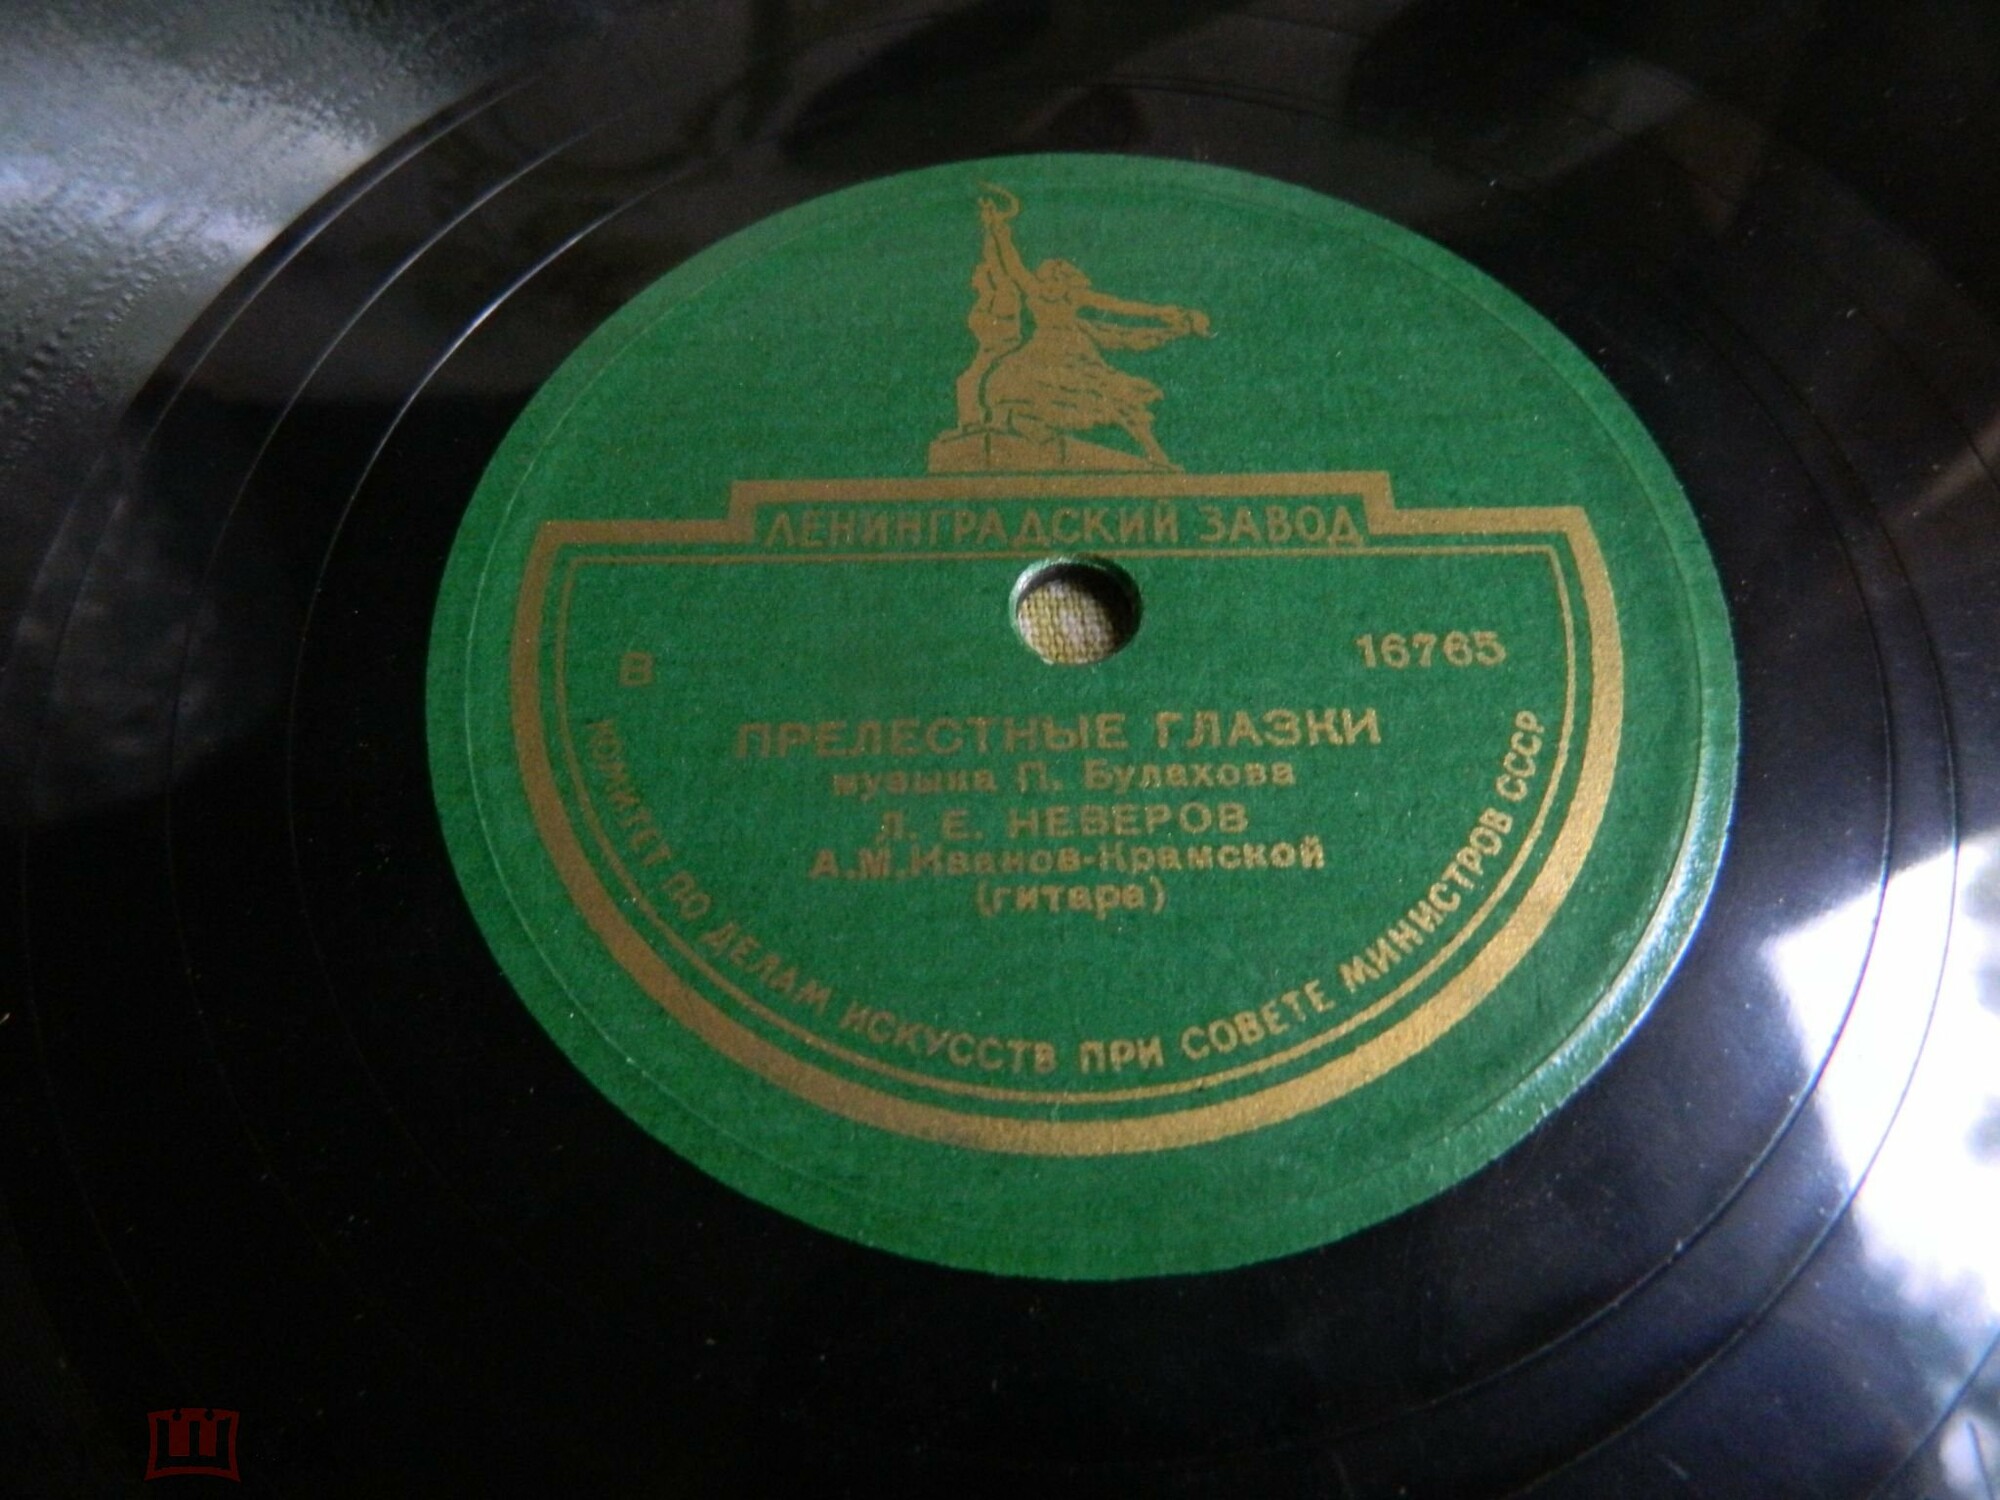 ЛЕНИНГРАДСКИЙ ЗАВОД
В 16765
ПРЕЛЕСТНЫЕ ГЛАЗКИ
музыка П. Булахова
Л. Е. НЕВЕРОВ
А.М.Иванов-Крамской
(гитара)
КОМИТЕТ ПО ДЕЛАМ ИСКУССТВ ПРИ СОВЕТЕ МИНИСТРОВ СССР